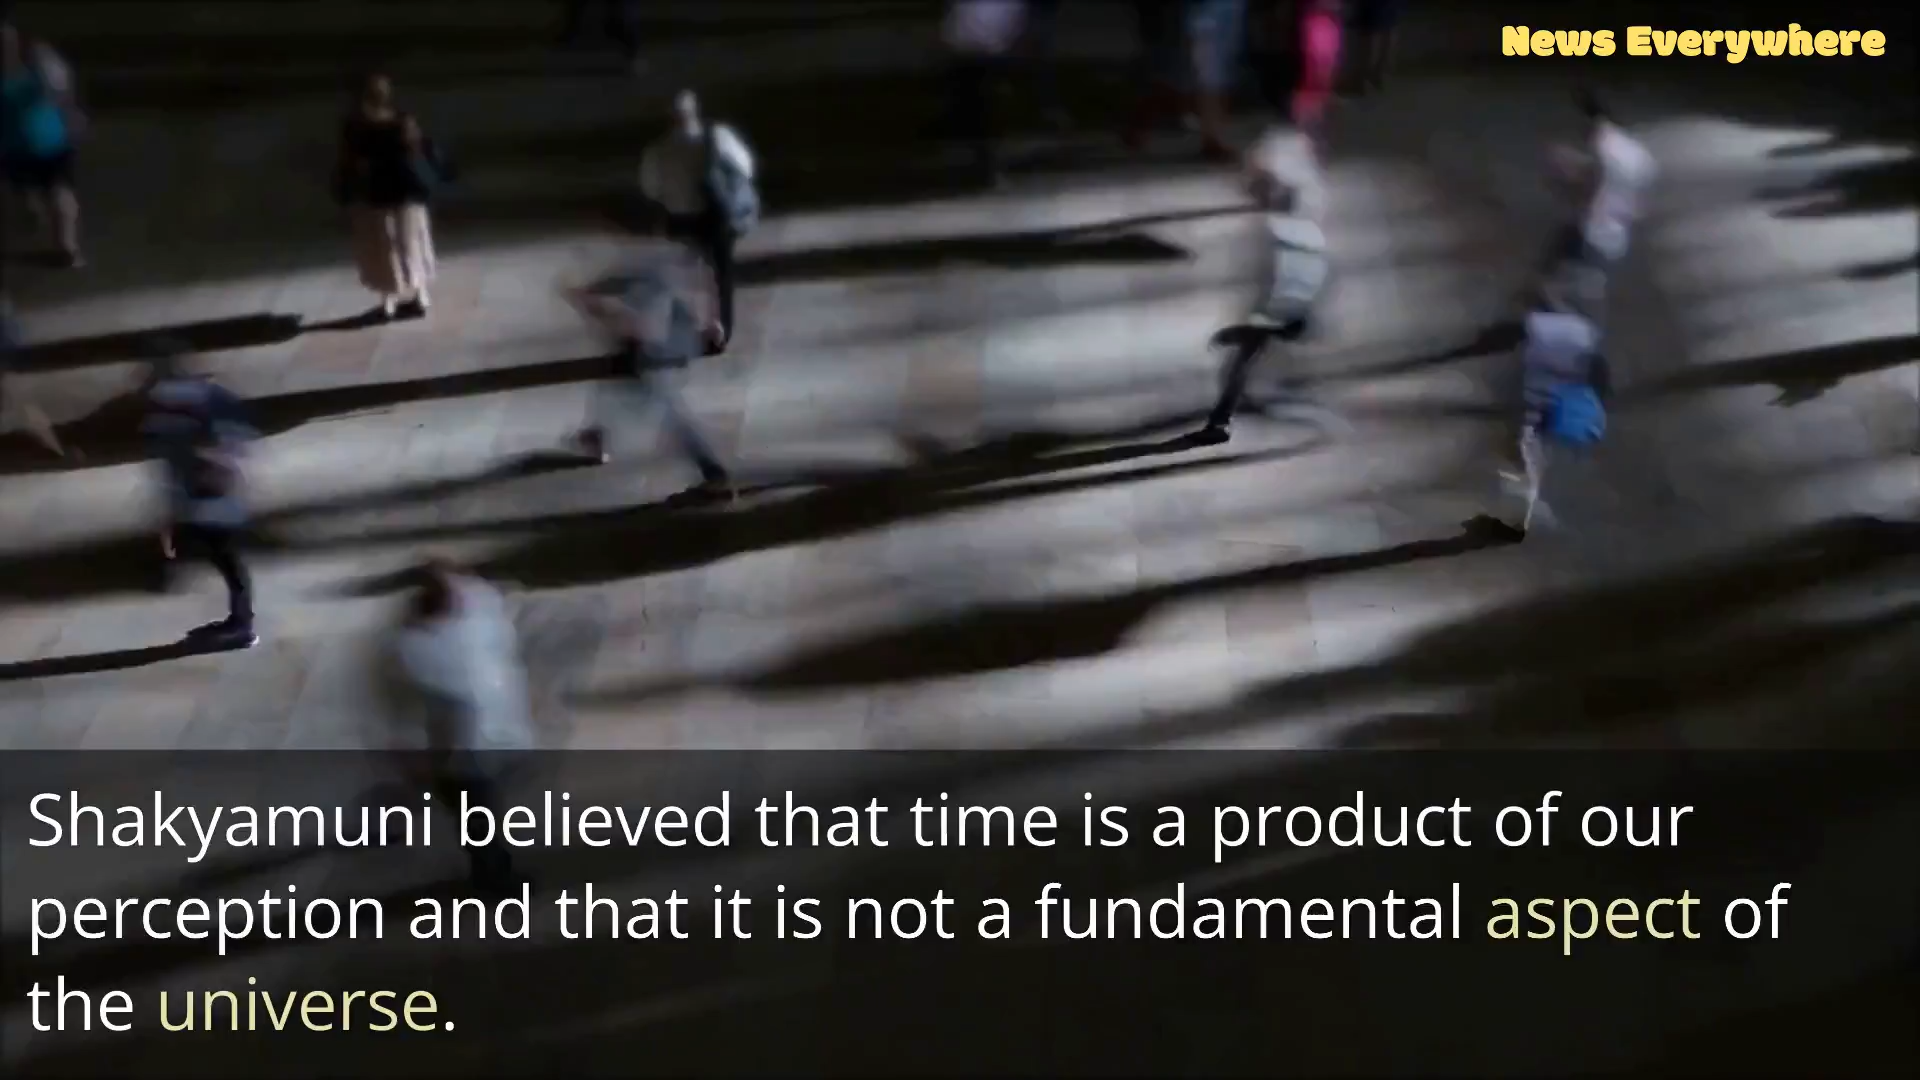 News Everywhere
Shakyamuni believed that time is a product of our
perception and that it is not a fundamental aspect of
the universe.